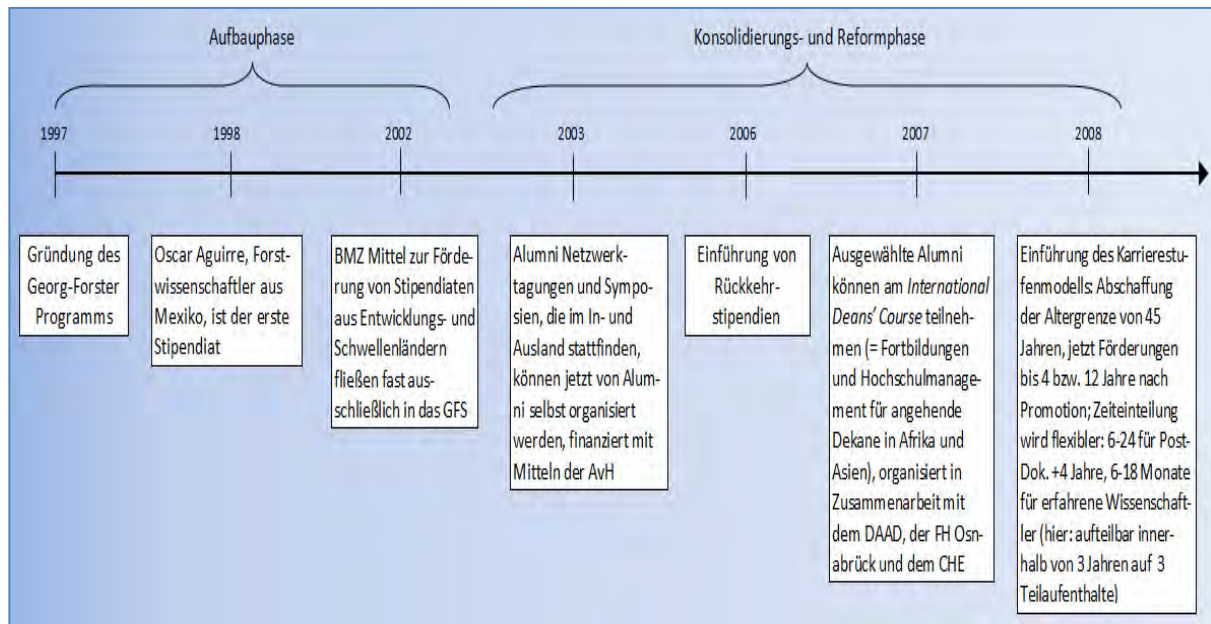 Aufbauphase
Konsolidierungs- und Reformphase
1997
1998
2002
2003
2006
2007
2008
Gründung des
Georg-Forster
Programms
Oscar Aguirre, Forst-
wissenschaftler aus
Mexiko, ist der erste
Stipendiat
BMZ Mittel zur Förde-
rung von Stipendiaten
aus Entwicklungs- und
Schwellenländern
fließen fast aus-
schließlich in das GFS
Alumni Netzwerk-
tagungen und Sympo-
sien, die im In- und
Ausland stattfinden,
können jetzt von Alum-
ni selbst organisiert
werden, finanziert mit
Mitteln der AvH
Einführung von
Rückkehr-
stipendien
Ausgewählte Alumni
können am International
Deans' Course teilneh-
men (= Fortbildungen
und Hochschulmanage-
ment für angehende
Dekane in Afrika und
Asien), organisiert in
Zusammenarbeit mit
dem DAAD, der FH Osn-
abrück und dem CHE
Einführung des Karrierestu-
fenmodells: Abschaffung
der Altergrenze von 45
Jahren, jetzt Förderungen
bis 4 bzw. 12 Jahre nach
Promotion; Zeiteinteilung
wird flexibler: 6-24 für Post-
Dok. +4 Jahre, 6-18 Monate
für erfahrene Wissenschaft-
ler (hier: aufteilbar inner-
halb von 3 Jahren auf 3
Teilaufenthalte)